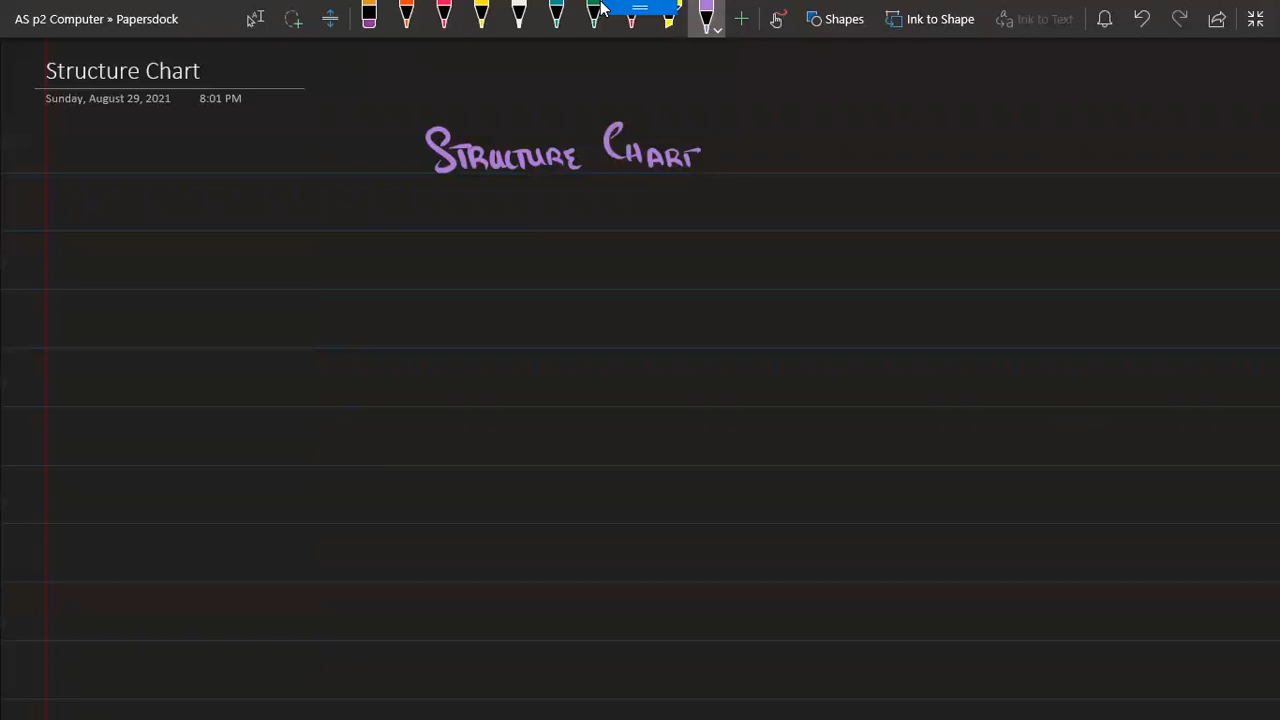 AS p2 Computer » Papersdock
Shapes
Ink to Shape
Ink to Text
Structure Chart
Sunday, August 29, 2021 8:01 PM
STRUCTURE CHART